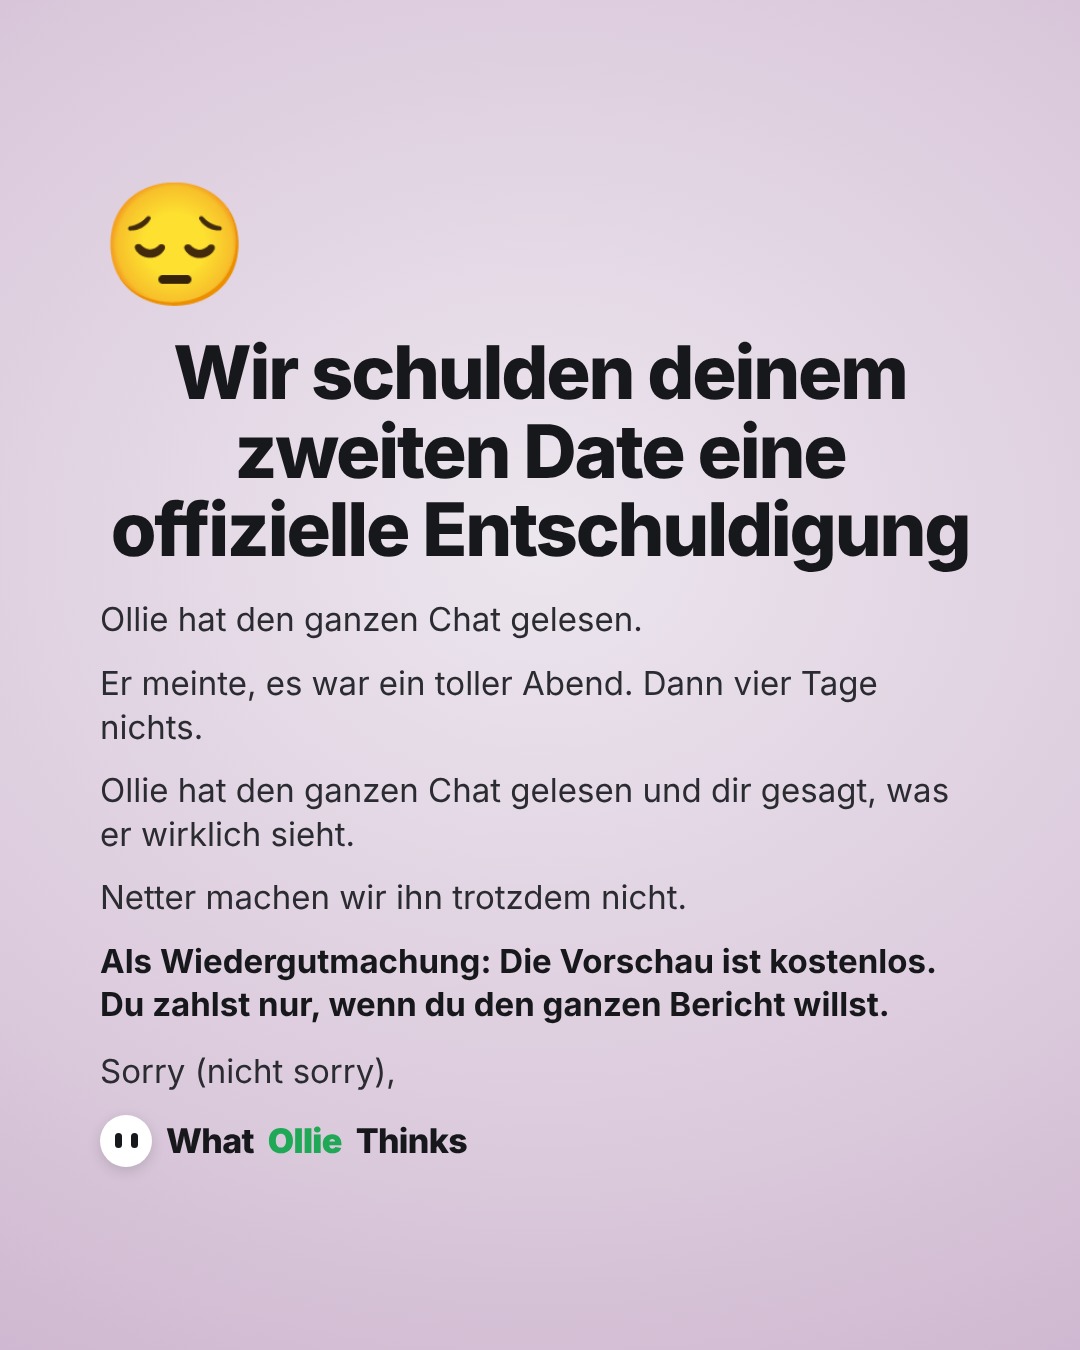 Wir schulden deinem
zweiten Date eine
offizielle Entschuldigung
Ollie hat den ganzen Chat gelesen.
Er meinte, es war ein toller Abend. Dann vier Tage
nichts.
Ollie hat den ganzen Chat gelesen und dir gesagt, was
er wirklich sieht.
Netter machen wir ihn trotzdem nicht.
Als Wiedergutmachung: Die Vorschau ist kostenlos.
Du zahlst nur, wenn du den ganzen Bericht willst.
Sorry (nicht sorry),
What Ollie Thinks